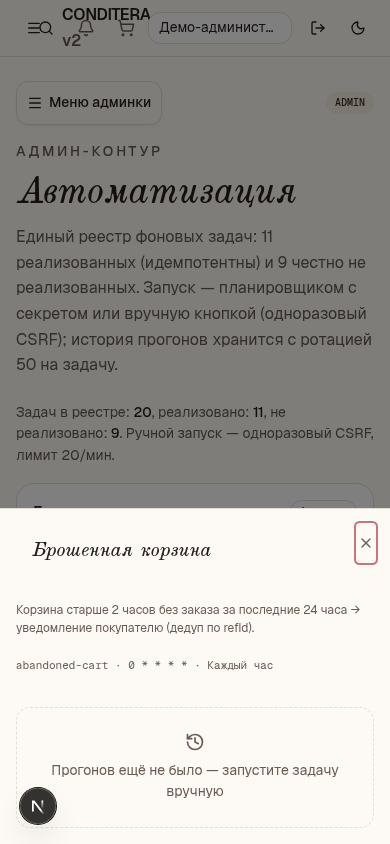 CONDITERA
v2
Демо-админист...
Меню админки
ADMIN
АДМИН-КОНТУР
Автоматизация
Единый реестр фоновых задач: 11
реализованных (идемпотентны) и 9 честно не
реализованных. Запуск — планировщиком с
секретом или вручную кнопкой (одноразовый
CSRF); история прогонов хранится с ротацией
50 на задачу.
Задач в реестре: 20, реализовано: 11, не
реализовано: 9. Ручной запуск — одноразовый CSRF,
лимит 20/мин.
Брошенная корзина
Корзина старше 2 часов без заказа за последние 24 часа →
уведомление покупателю (дедуп по refId).
abandoned-cart · 0 * * * * · Каждый час
Прогонов ещё не было — запустите задачу
вручную
N